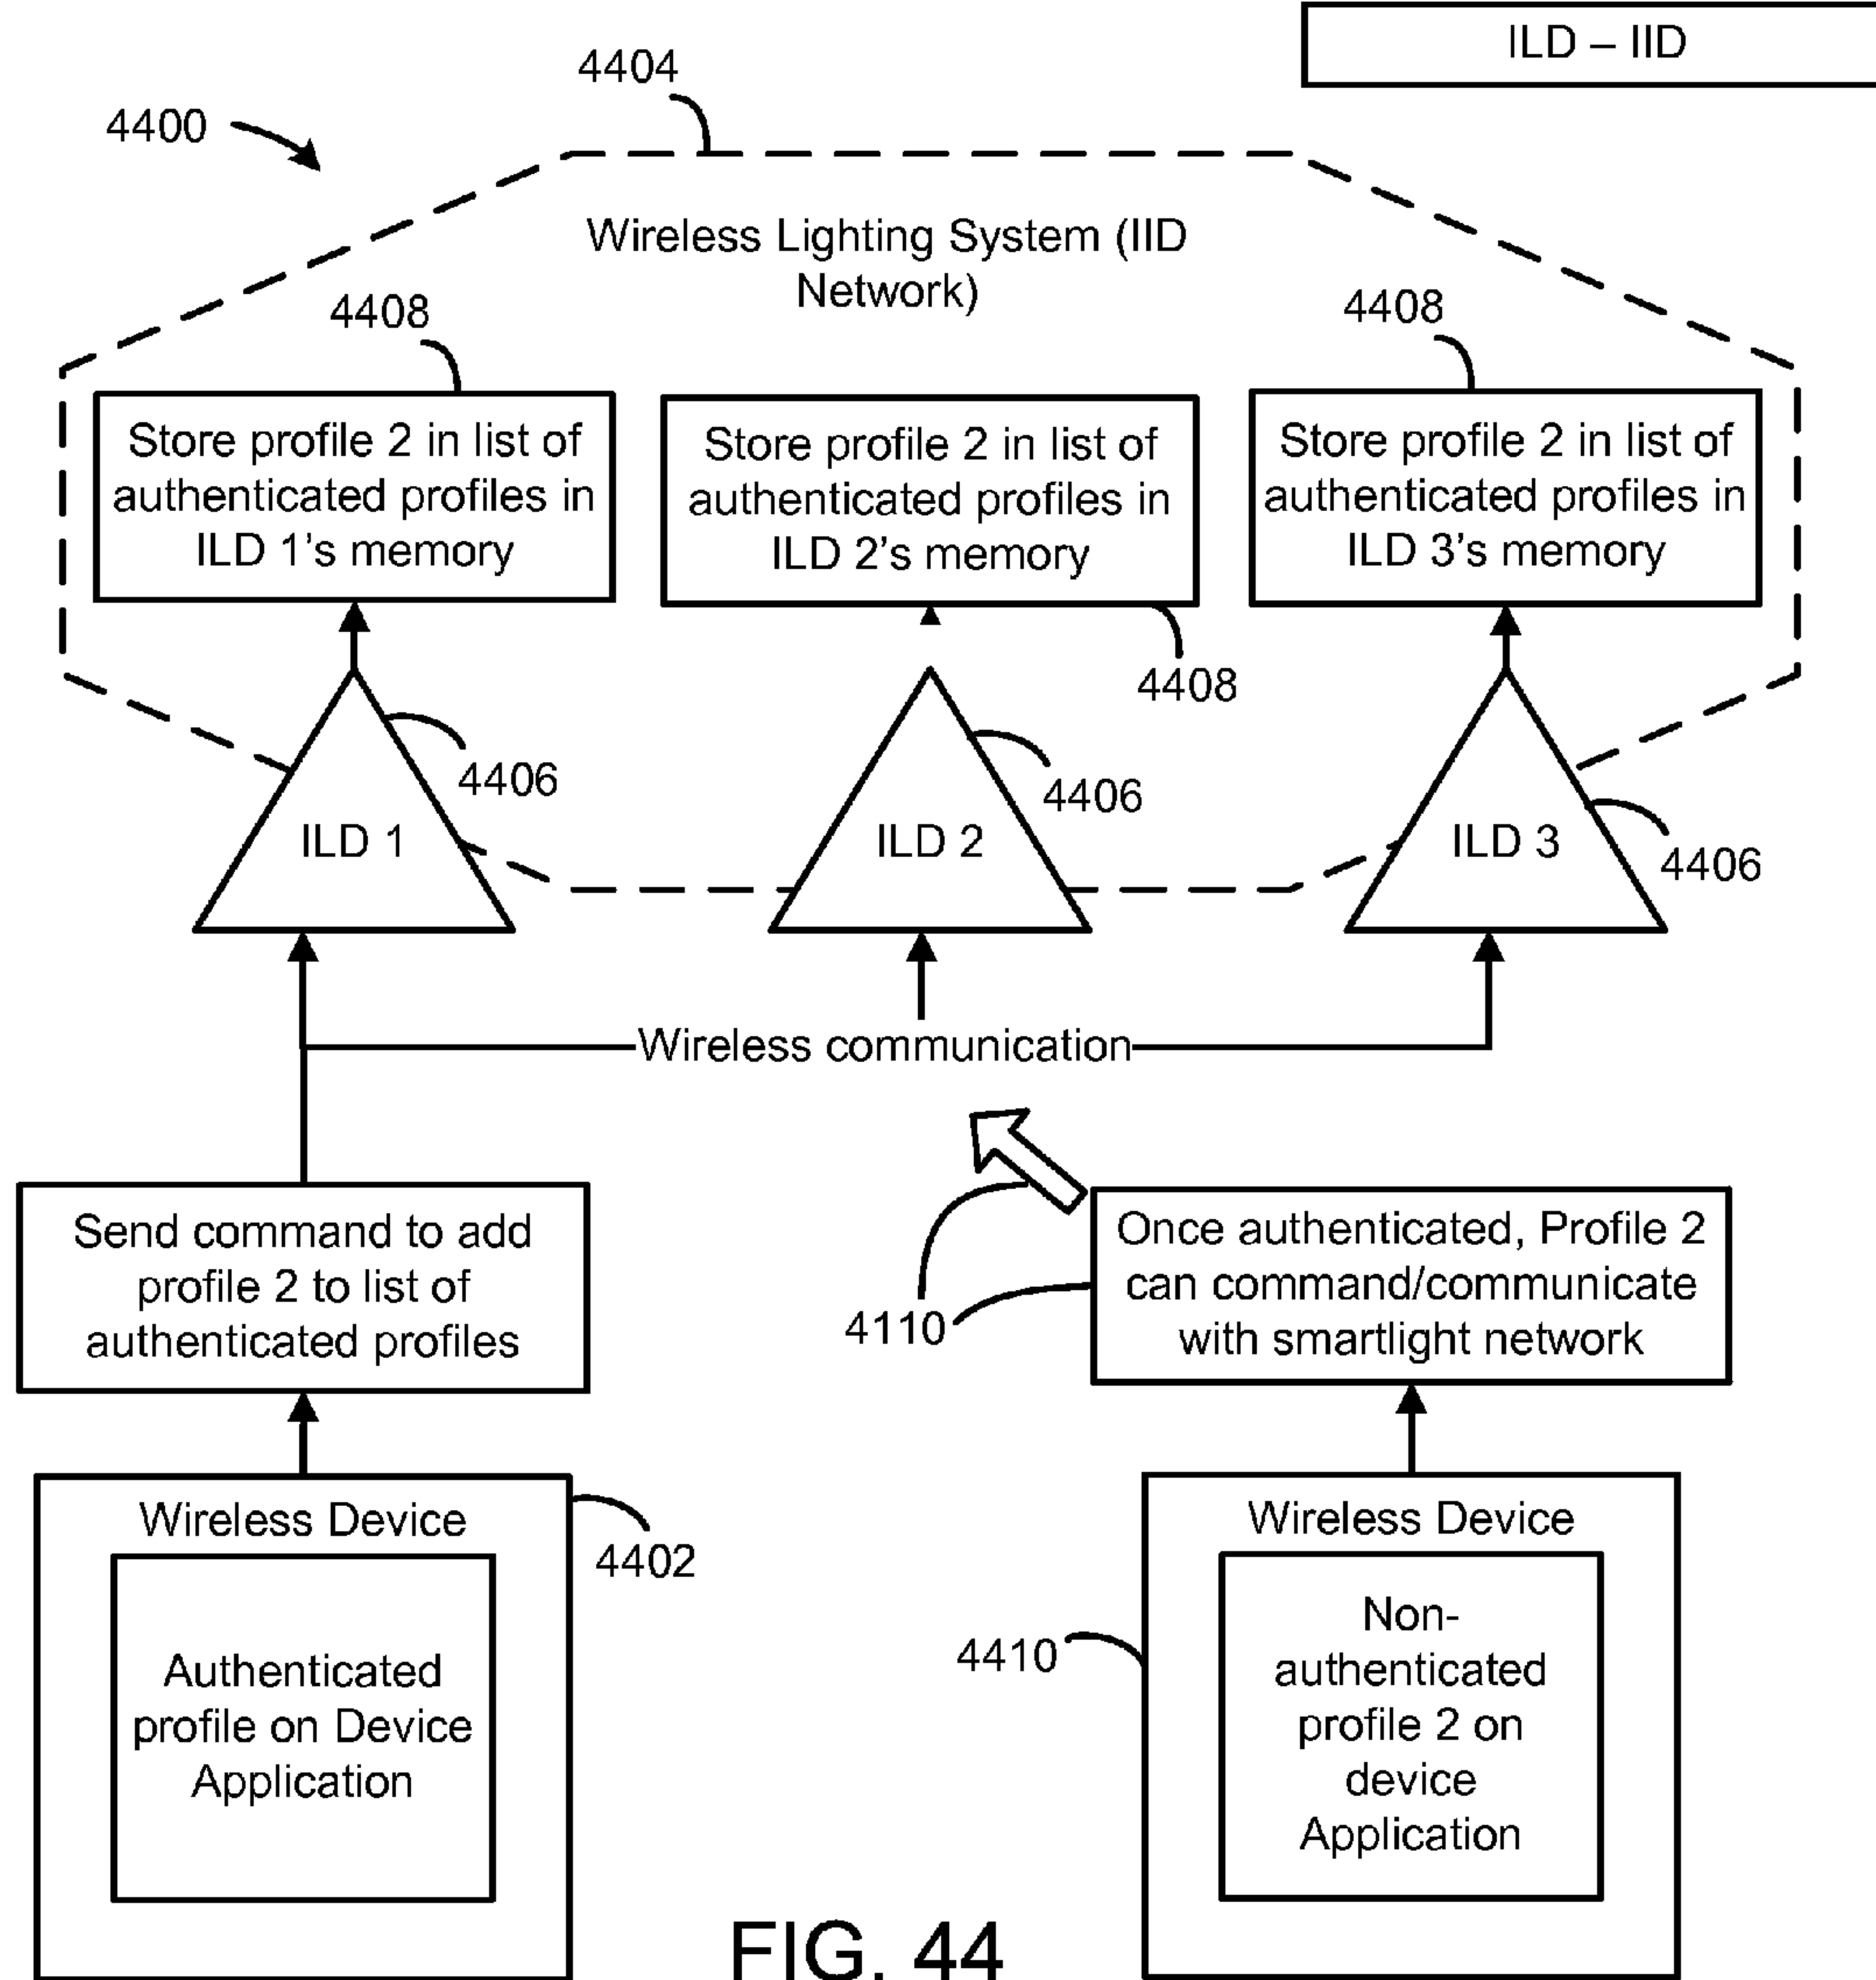 ILD – IID
4404
4400
Wireless Lighting System (IID
Network)
4408
4408
Store profile 2 in list of
authenticated profiles in
ILD 1's memory
Store profile 2 in list of
authenticated profiles in
ILD 2's memory
Store profile 2 in list of
authenticated profiles in
ILD 3's memory
4408
4406
4406
4406
ILD 1
ILD 2
ILD 3
Wireless communication
Send command to add
profile 2 to list of
authenticated profiles
Once authenticated, Profile 2
can command/communicate
with smartlight network
4110
Wireless Device
4402
Authenticated
profile on Device
Application
Wireless Device
4410
Non-
authenticated
profile 2 on
device
Application
FIG. 44